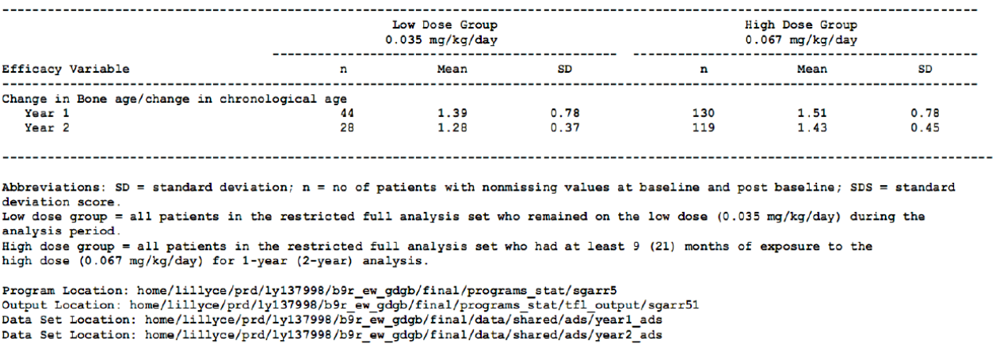 Low Dose Group High Dose Group
0.035 mg/kg/day 0.067 mg/kg/day
Efficacy Variable n Mean SD n Mean SD
Change in Bone age/change in chronological age
Year 1 44 1.39 0.78 130 1.51 0.78
Year 2 28 1.28 0.37 119 1.43 0.45
Abbreviations: SD = standard deviation; n = no of patients with nonmissing values at baseline and post baseline; SDS = standard
deviation score.
Low dose group = all patients in the restricted full analysis set who remained on the low dose (0.035 mg/kg/day) during the
analysis period.
High dose group = all patients in the restricted full analysis set who had at least 9 (21) months of exposure to the
high dose (0.067 mg/kg/day) for 1-year (2-year) analysis.
Program Location: home/lillyce/prd/ly137998/b9r_ew_gdgb/final/programs_stat/sgarr5
Output Location: home/lillyce/prd/ly137998/b9r_ew_gdgb/final/programs_stat/tfl_output/sgarr51
Data Set Location: home/lillyce/prd/ly137998/b9r_ew_gdgb/final/data/shared/ads/year1_ads
Data Set Location: home/lillyce/prd/ly137998/b9r_ew_gdgb/final/data/shared/ads/year2_ads